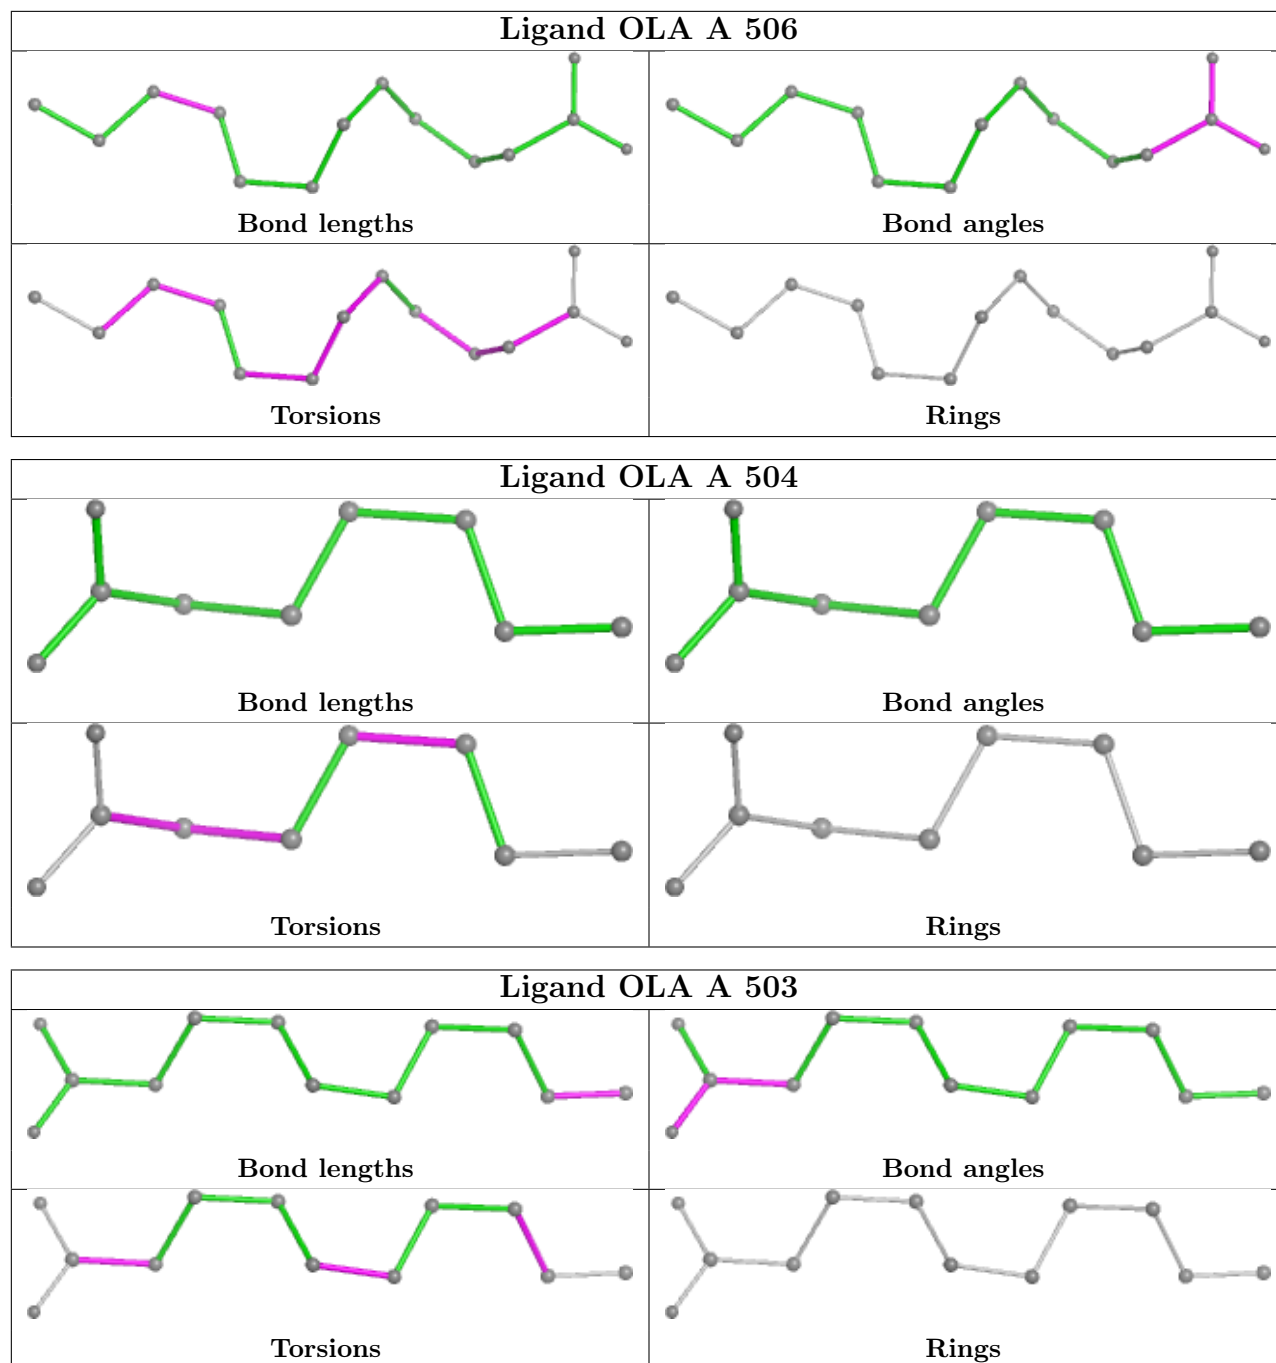 Ligand OLA A 506
Bond lengths
Bond angles
Torsions
Rings
Ligand OLA A 504
Bond lengths
Bond angles
Torsions
Rings
Ligand OLA A 503
Bond lengths
Bond angles
Torsions
Rings